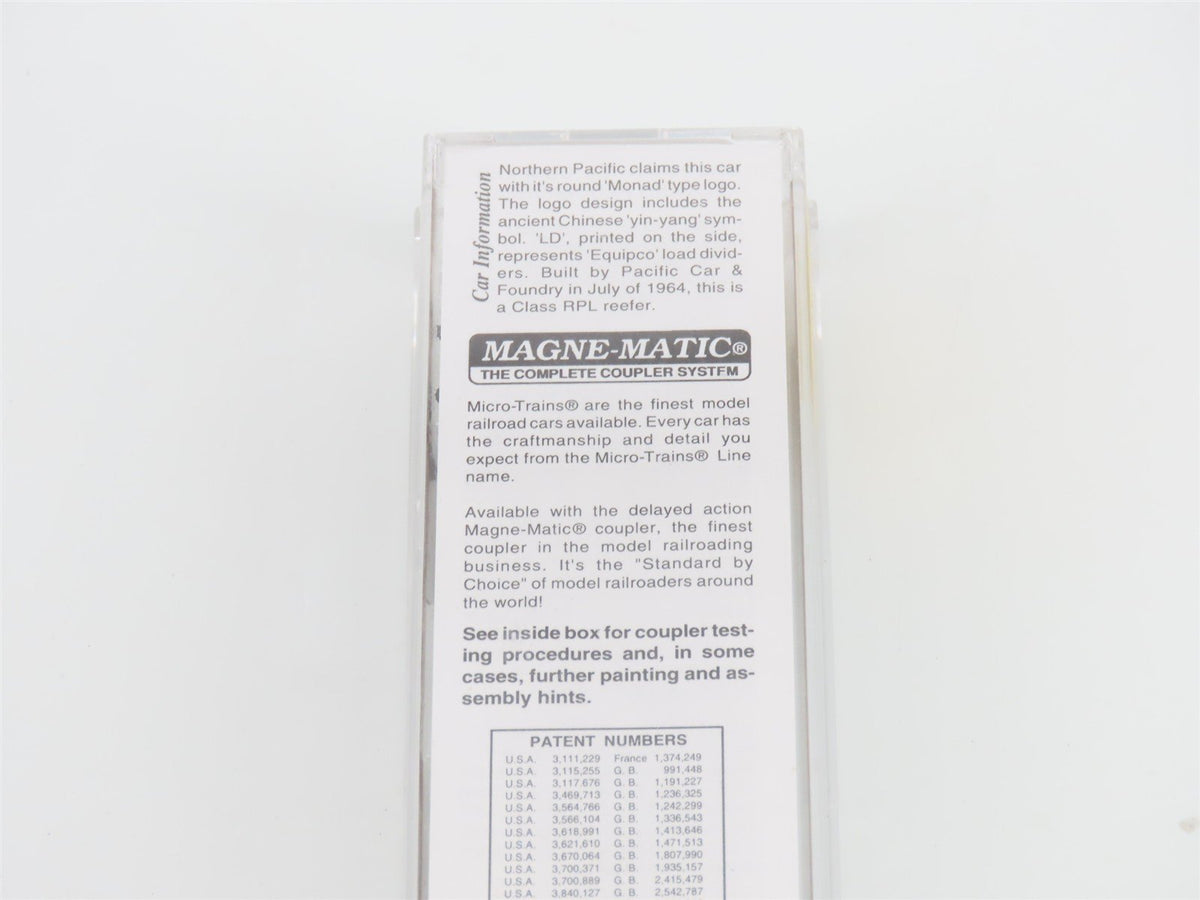 Car Information
Northern Pacific claims this car
with it's round 'Monad' type logo.
The logo design includes the
ancient Chinese 'yin-yang' sym-
bol. 'LD', printed on the side,
represents 'Equipco' load divid-
ers. Built by Pacific Car &
Foundry in July of 1964, this is
a Class RPL reefer.
MAGNE-MATIC®
THE COMPLETE COUPLER SYSTEM
Micro-Trains® are the finest model
railroad cars available. Every car has
the craftmanship and detail you
expect from the Micro-Trains® Line
name.
Available with the delayed action
Magne-Matic® coupler, the finest
coupler in the model railroading
business. It's the "Standard by
Choice" of model railroaders around
the world!
See inside box for coupler test-
ing procedures and, in some
cases, further painting and as-
sembly hints.
PATENT NUMBERS
U.S.A. 3,111,229 France 1,374,249
U.S.A. 3,115,255 G. B. 991,448
U.S.A. 3,117,676 G. B. 1,191,227
U.S.A. 3,469,713 G. B. 1,236,325
U.S.A. 3,564,766 G. B. 1,242,299
U.S.A. 3,566,104 G. B. 1,336,543
U.S.A. 3,618,991 G. B. 1,413,646
U.S.A. 3,621,610 G. B. 1,471,513
U.S.A. 3,670,064 G. B. 1,807,990
U.S.A. 3,700,371 G. B. 1,935,157
U.S.A. 3,700,889 G. B. 2,415,479
U.S.A. 3,840,127 G. B. 2,542,787